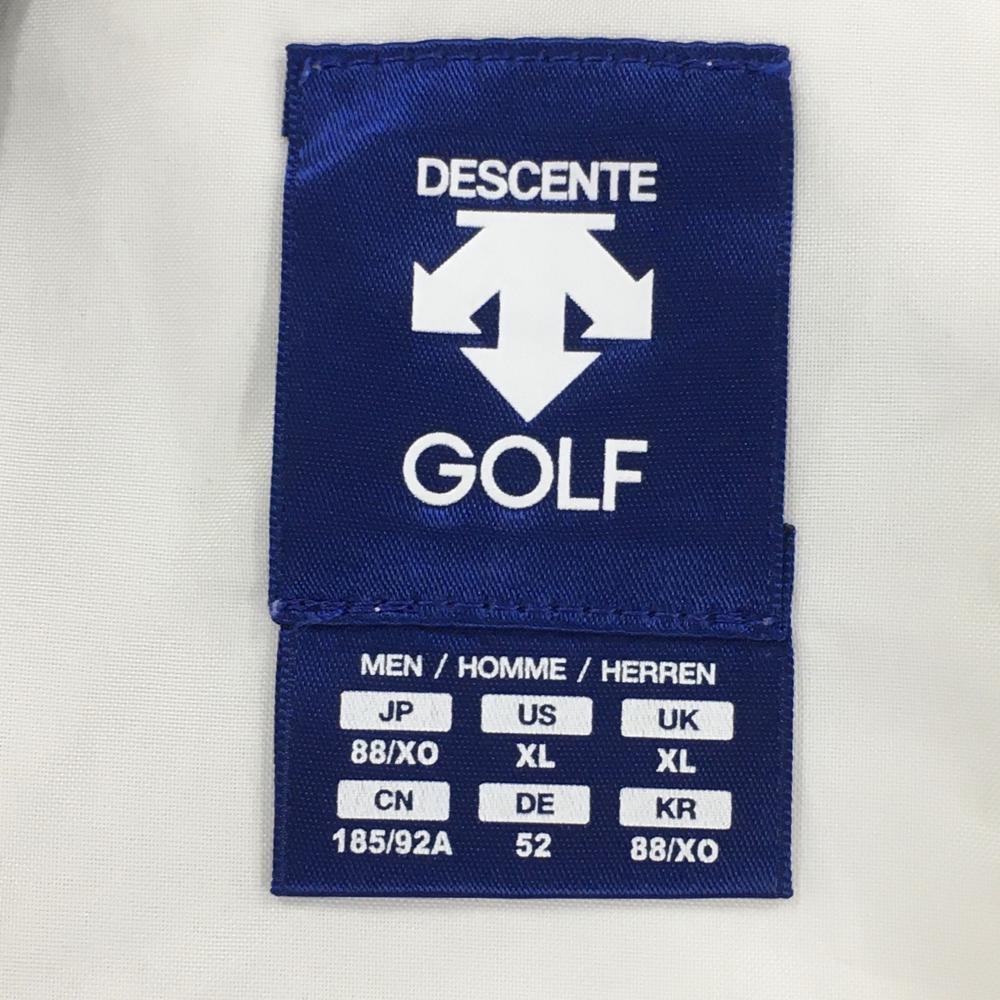 DESCENTE
GOLF
MEN / HOMME / HERREN
JP US UK
88/XO XL XL
CN DE KR
185/92A 52 88/XO